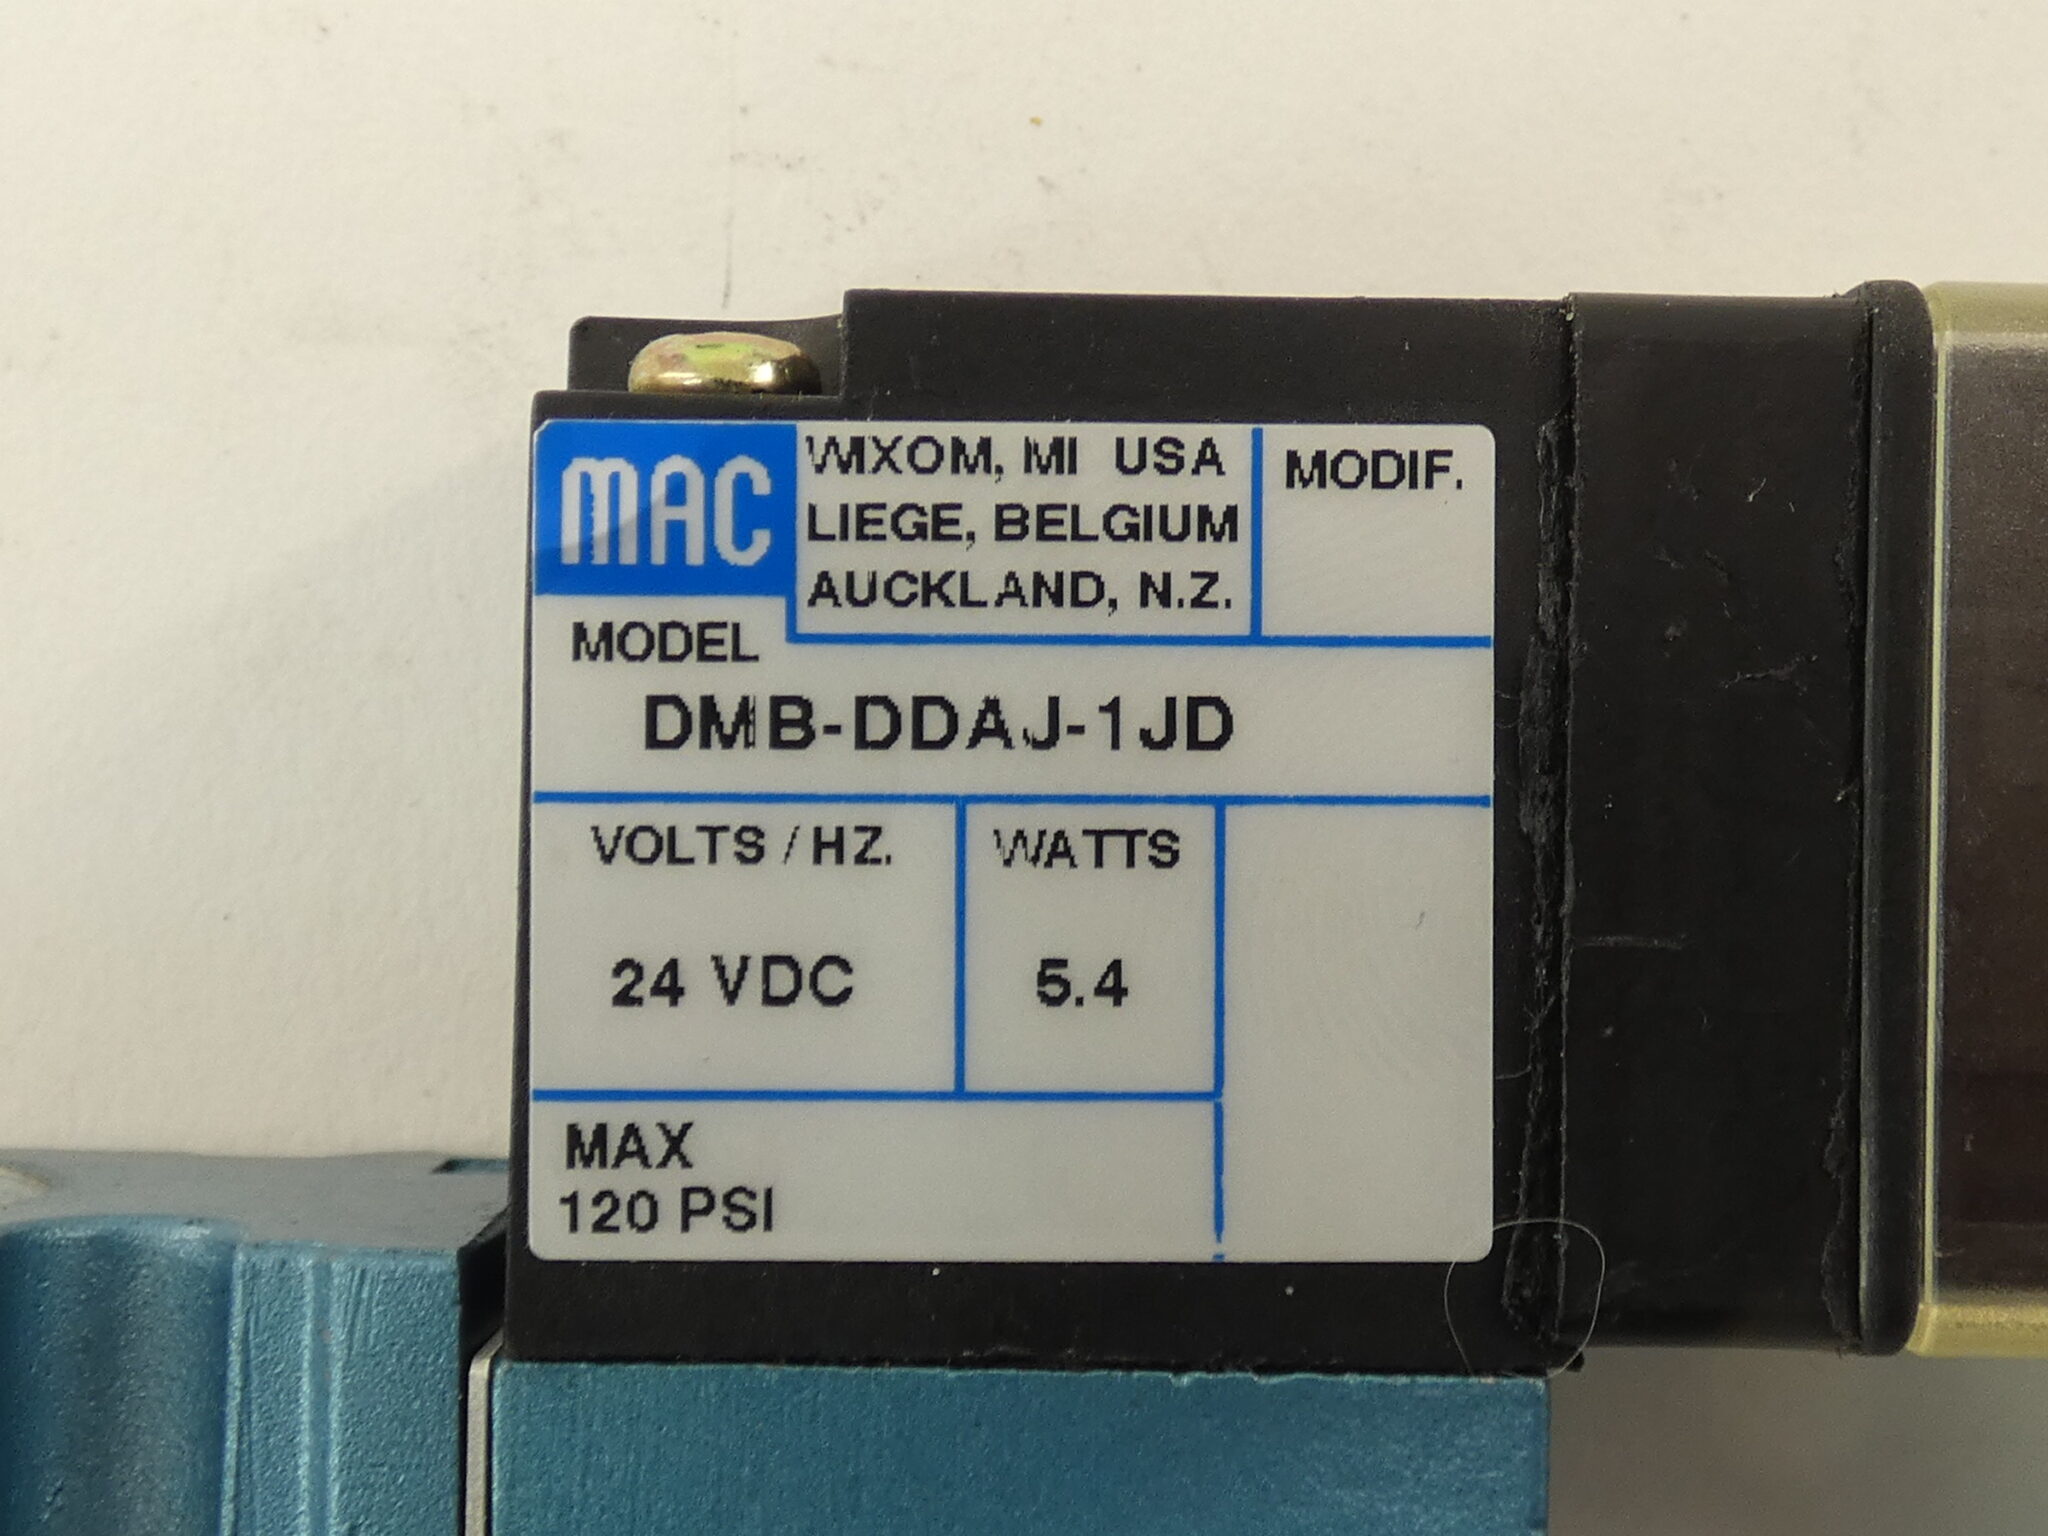 MAC
WIXOM, MI USA
LIEGE, BELGIUM
AUCKLAND, N.Z.
MODIF.
MODEL
DMB-DDAJ-1JD
VOLTS / HZ.
24 VDC
WATTS
5.4
MAX
120 PSI